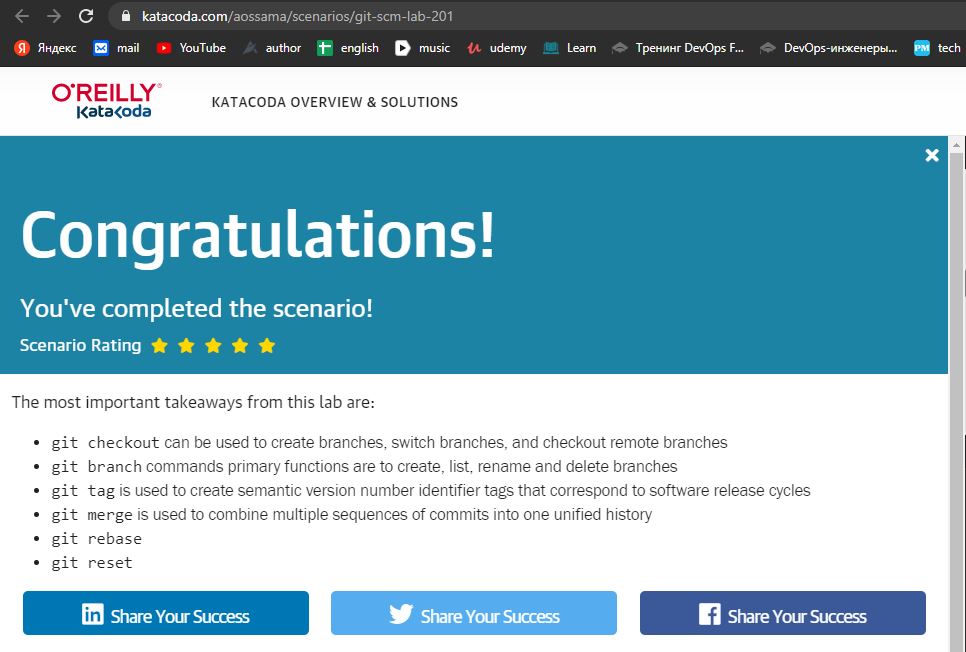 katacoda.com/aossama/scenarios/git-scm-lab-201
Яндекс mail YouTube author english music udemy Learn Тренинг DevOps F... DevOps-инженеры... PM tech
O'REILLY®
Katacoda
KATACODA OVERVIEW & SOLUTIONS
Congratulations!
You've completed the scenario!
Scenario Rating
The most important takeaways from this lab are:
• git checkout can be used to create branches, switch branches, and checkout remote branches
• git branch commands primary functions are to create, list, rename and delete branches
• git tag is used to create semantic version number identifier tags that correspond to software release cycles
• git merge is used to combine multiple sequences of commits into one unified history
• git rebase
• git reset
Share Your Success Share Your Success Share Your Success